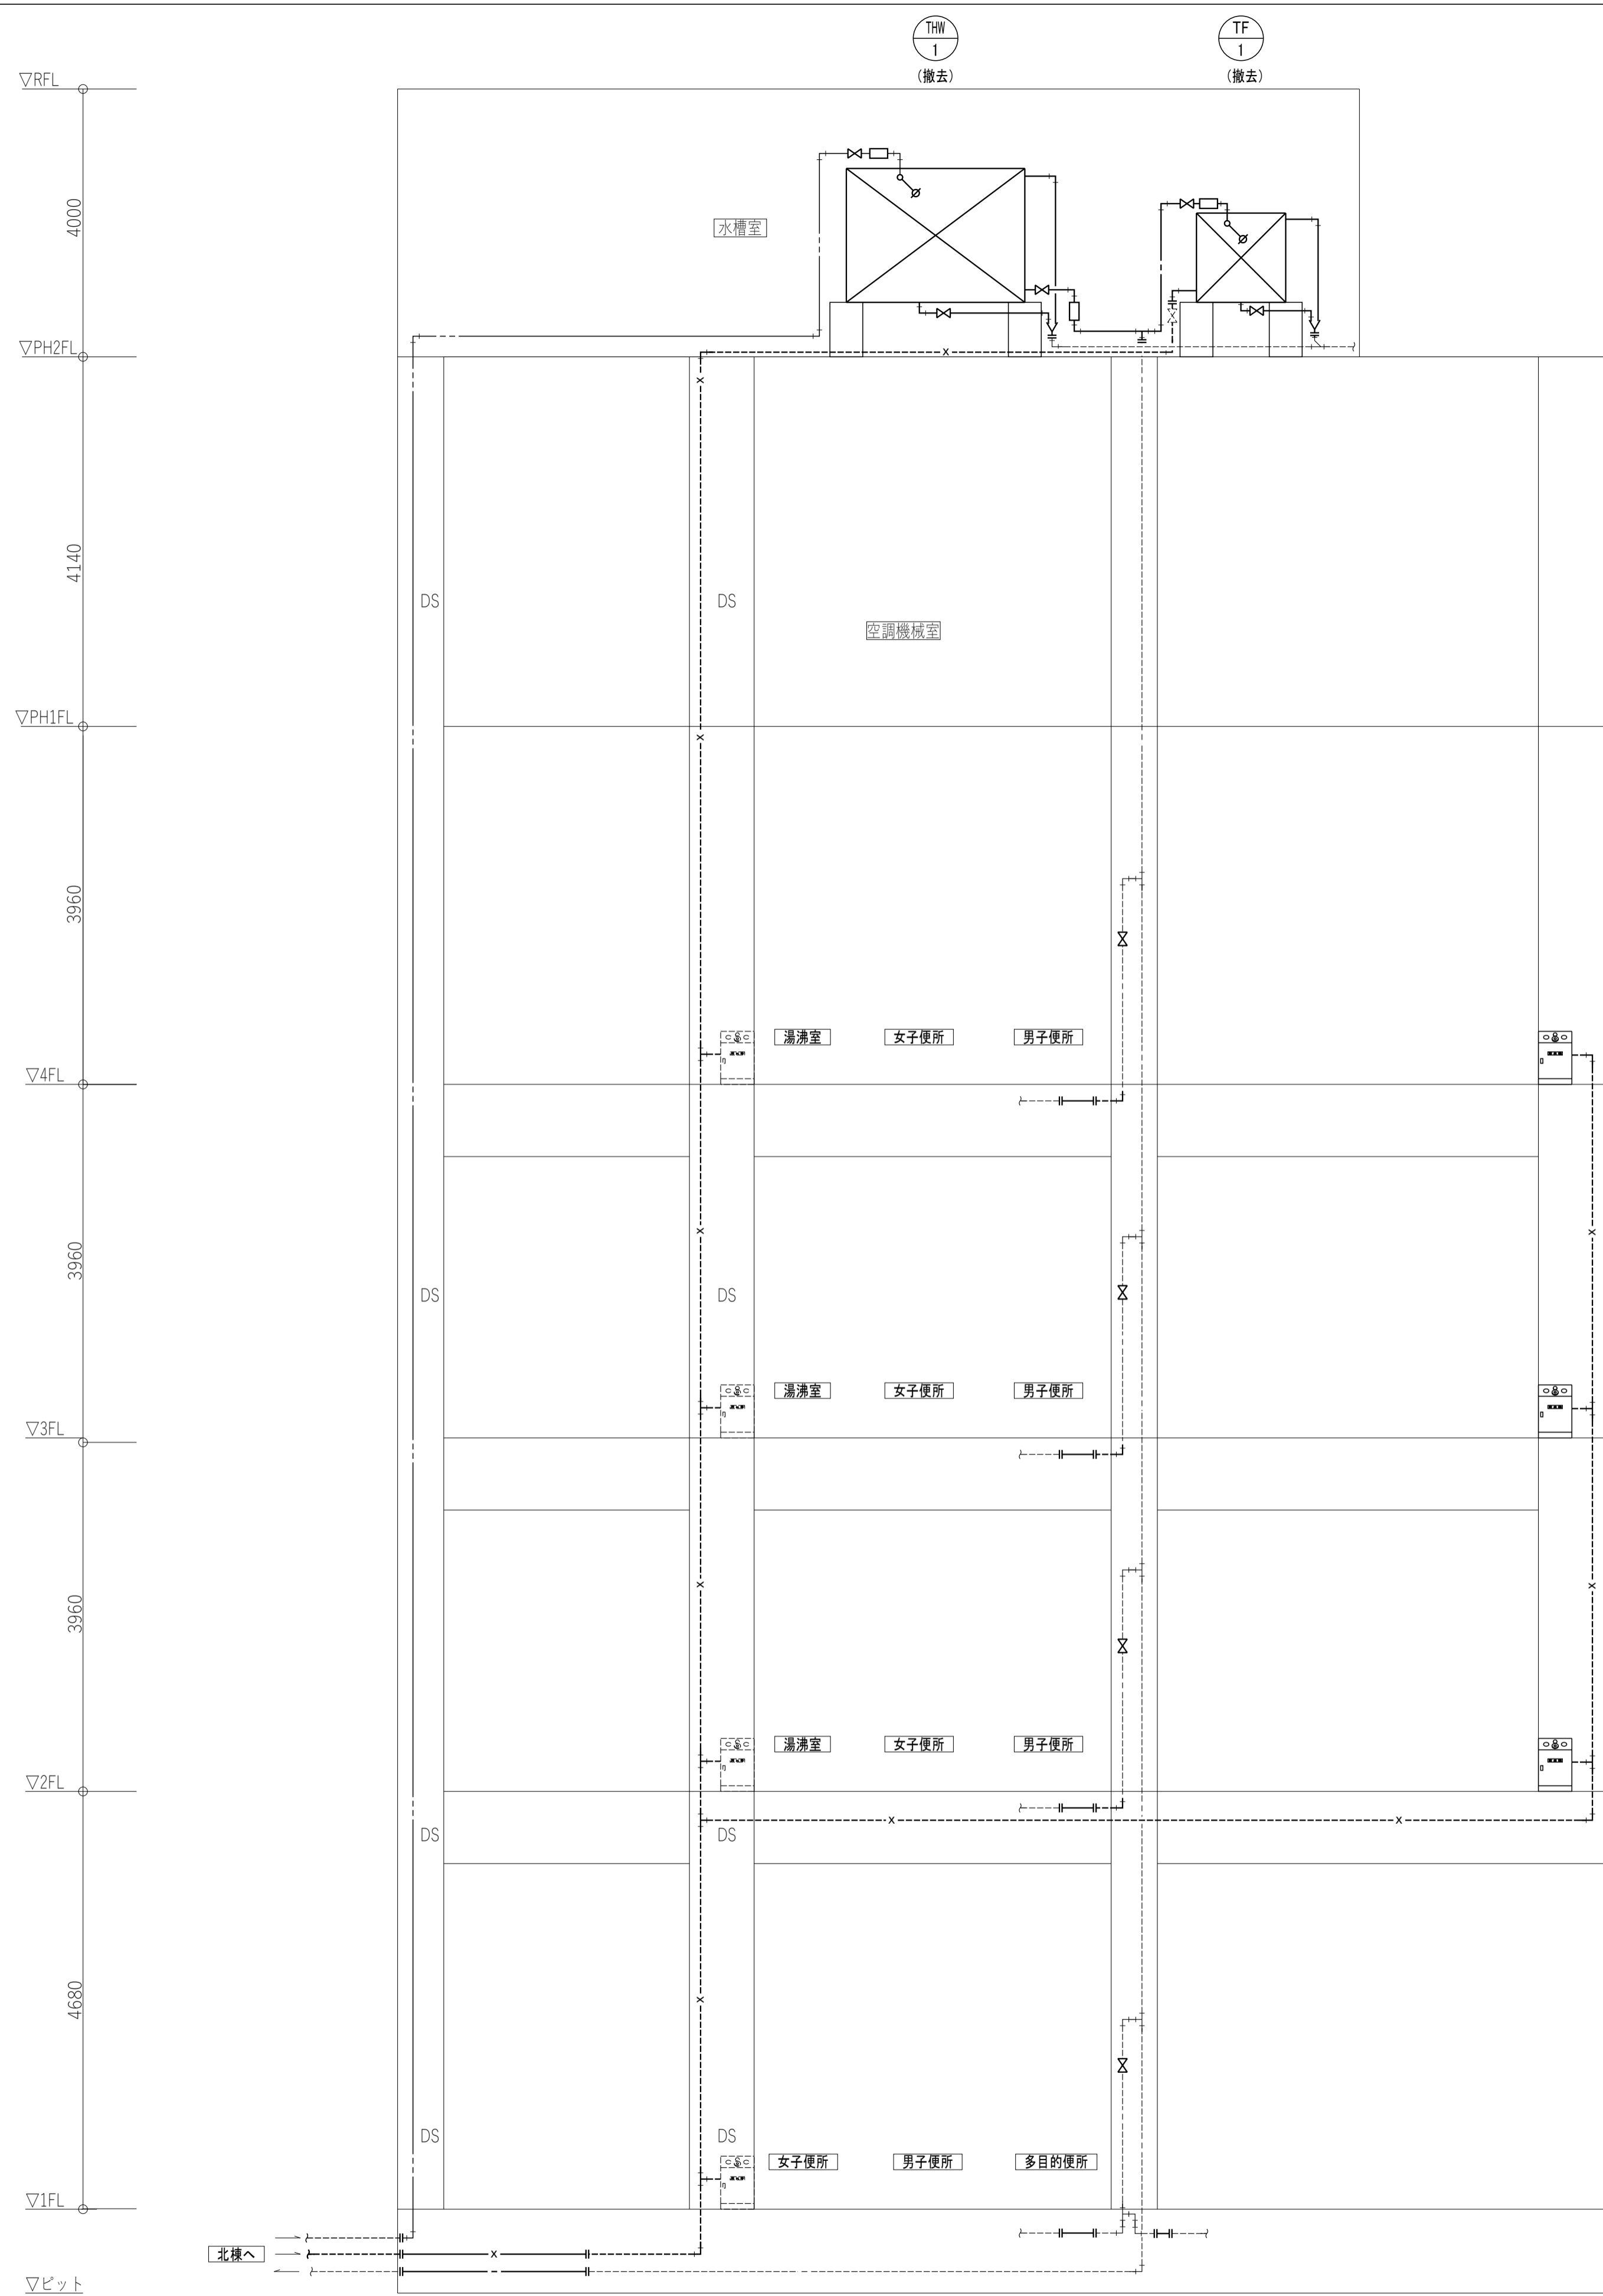 THW
1
(撤去)
TF
1
(撤去)
▽RFL
4000
水槽室
▽PH2FL
X
X
4140
DS
DS
空調機械室
▽PH1FL
X
3960
湯沸室
女子便所
男子便所
▽4FL
X
X
3960
DS
DS
湯沸室
女子便所
男子便所
▽3FL
X
X
3960
湯沸室
女子便所
男子便所
▽2FL
X
X
DS
DS
4680
X
DS
DS
女子便所
男子便所
多目的便所
▽1FL
北棟へ
X
▽ピット